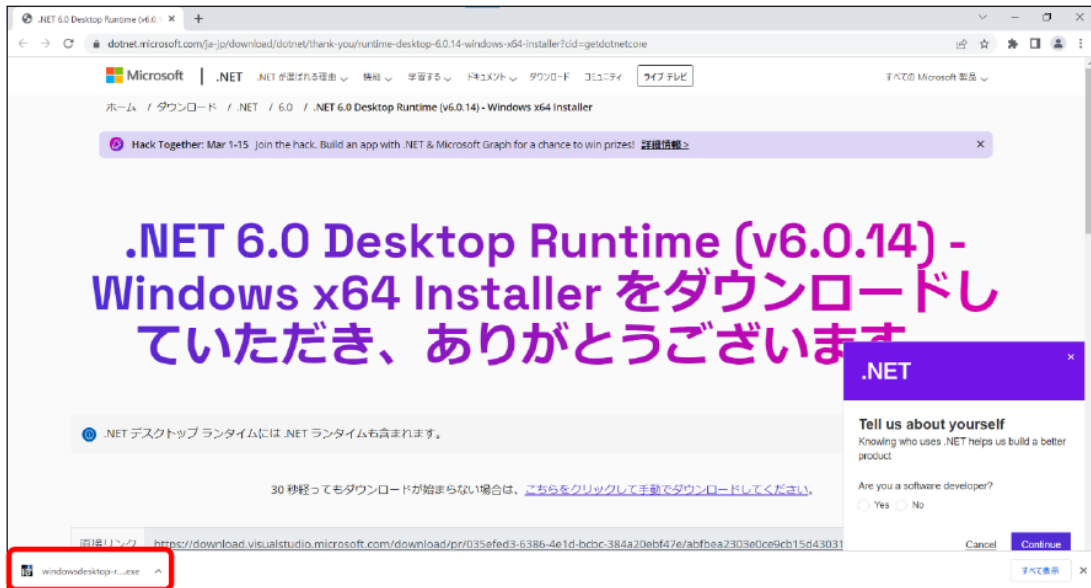 .NET 6.0 Desktop Runtime (v6.0.1
dotnet.microsoft.com/ja-jp/download/dotnet/thank-you/runtime-desktop-6.0.14-windows-x64-installer?cid=getdotnetcore
Microsoft | .NET .NET が選ばれる理由 機能 学習する ドキュメント ダウンロード コミュニティ ライブ テレビ すべての Microsoft 製品
ホーム / ダウンロード / .NET / 6.0 / .NET 6.0 Desktop Runtime (v6.0.14) - Windows x64 Installer
Hack Together: Mar 1-15 Join the hack. Build an app with .NET & Microsoft Graph for a chance to win prizes! 詳細情報 >
.NET 6.0 Desktop Runtime (v6.0.14) -
Windows x64 Installer をダウンロードし
ていただき、ありがとうございます
.NET デスクトップ ランタイムには .NET ランタイムも含まれます。
30 秒経ってもダウンロードが始まらない場合は、こちらをクリックして手動でダウンロードしてください。
直接リンク https://download.visualstudio.microsoft.com/download/pr/035efed3-6386-4e1d-bcbc-384a20ebf47e/abfbea2303e0ce9cb15d43031
.NET
Tell us about yourself
Knowing who uses .NET helps us build a better
product
Are you a software developer?
Yes No
Cancel Continue
windowsdesktop-r....exe すべて表示